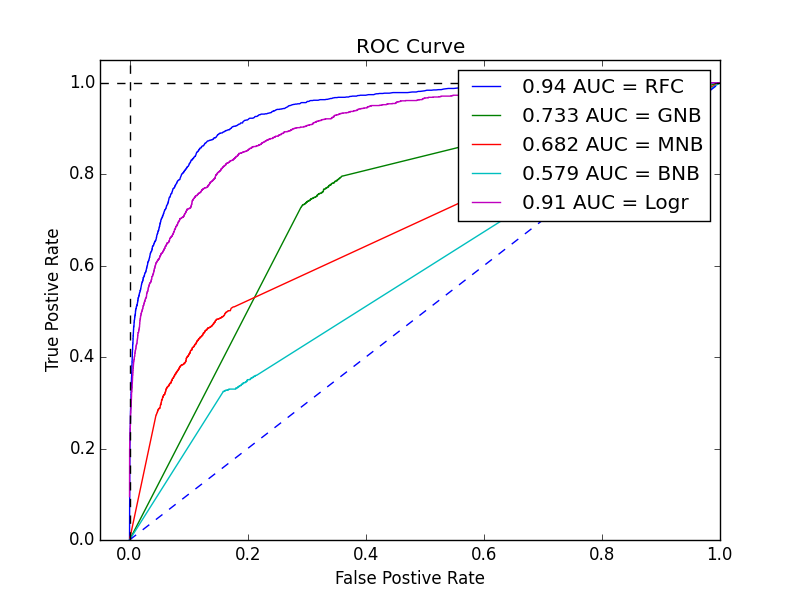 ROC Curve
0.94 AUC = RFC
0.733 AUC = GNB
0.682 AUC = MNB
0.579 AUC = BNB
0.91 AUC = Logr
True Postive Rate
1.0
0.8
0.6
0.4
0.2
0.0
0.0 0.2 0.4 0.6 0.8 1.0
False Postive Rate